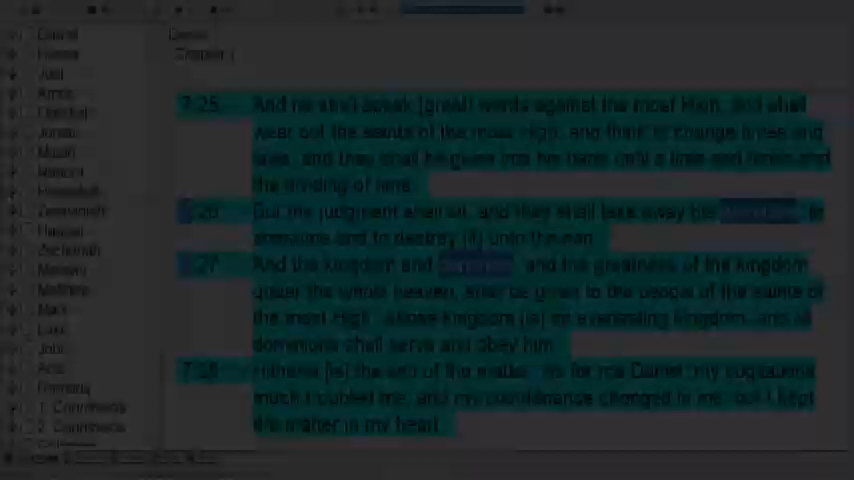 Daniel
Hosea
Joel
Amos
Obadiah
Jonah
Micah
Nahum
Habakkuk
Zephaniah
Haggai
Zechariah
Malachi
Matthew
Mark
Luke
John
Acts
Romans
1 Corinthians
2 Corinthians
Daniel
Chapter 7
7:25 And he shall speak [great] words against the most High, and shall
wear out the saints of the most High, and think to change times and
laws: and they shall be given into his hand until a time and times and
the dividing of time.
7:26 But the judgment shall sit, and they shall take away his dominion, to
consume and to destroy [it] unto the end.
7:27 And the kingdom and dominion, and the greatness of the kingdom
under the whole heaven, shall be given to the people of the saints of
the most High, whose kingdom [is] an everlasting kingdom, and all
dominions shall serve and obey him.
7:28 Hitherto [is] the end of the matter. As for me Daniel, my cogitations
much troubled me, and my countenance changed in me: but I kept
the matter in my heart.